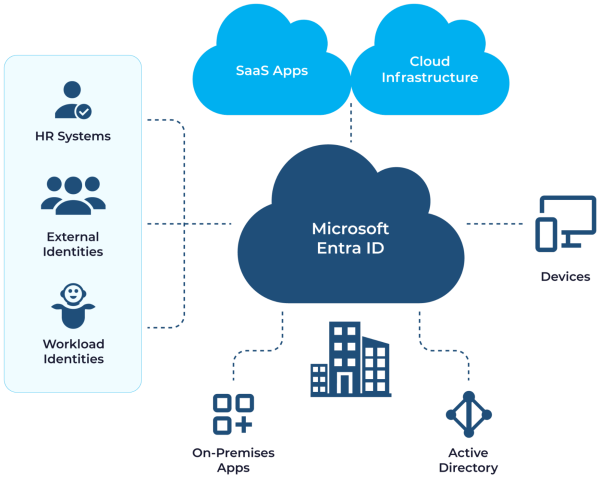 SaaS Apps
Cloud
Infrastructure
HR Systems
External
Identities
Workload
Identities
Microsoft
Entra ID
Devices
On-Premises
Apps
Active
Directory